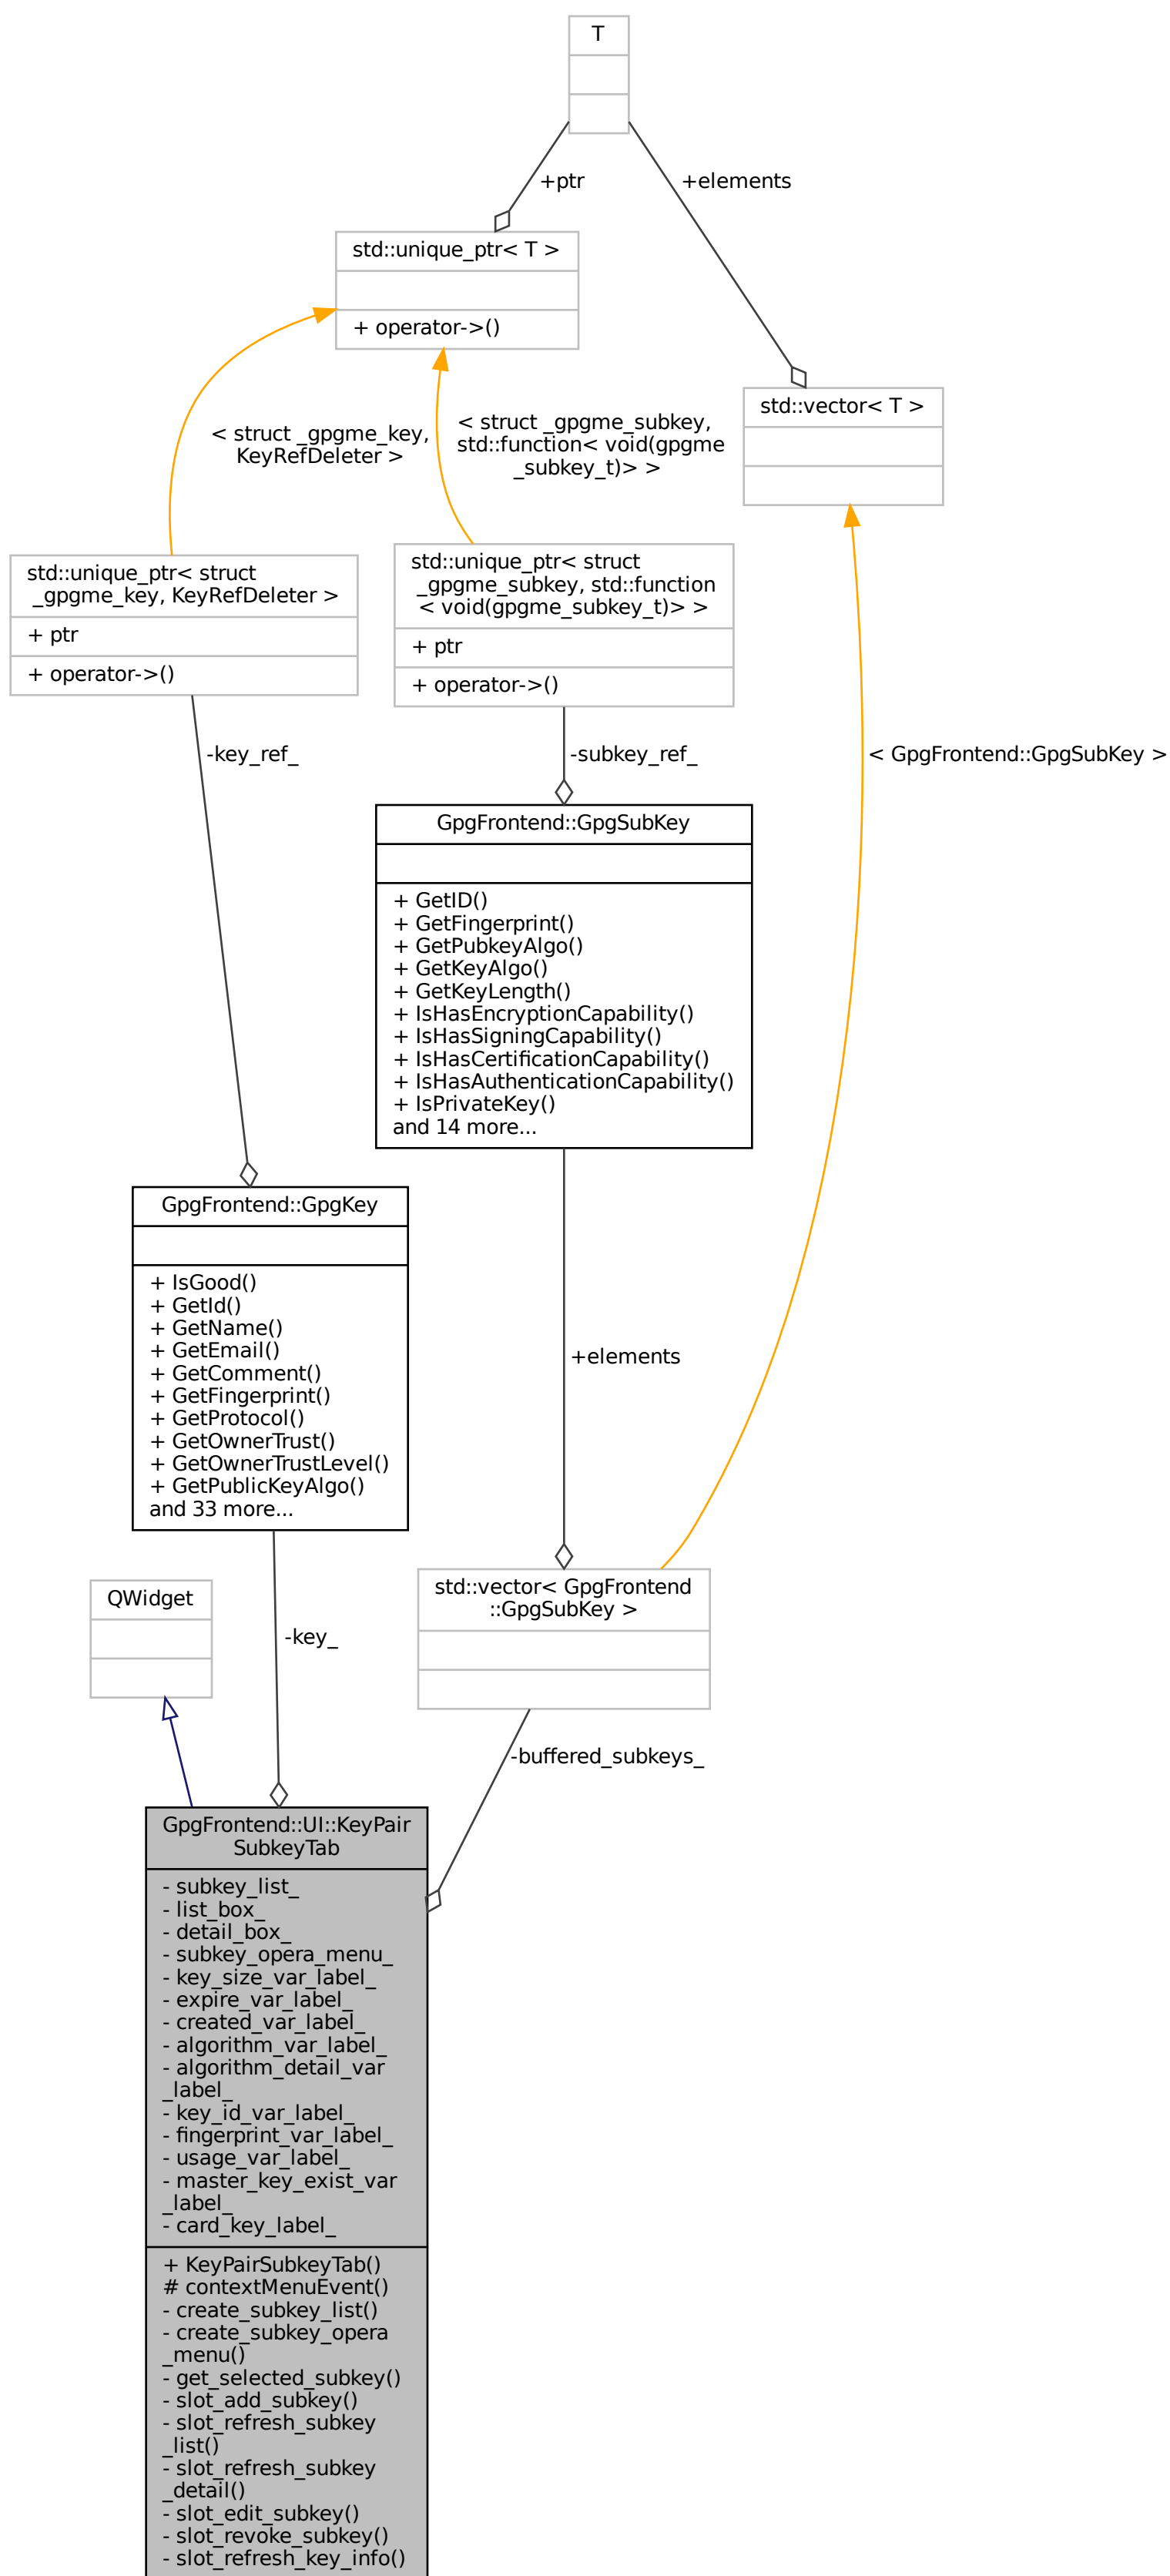 T
+ptr
+elements
std::unique_ptr< T >
+ operator->()
std::vector< T >
< struct _gpgme_key,
KeyRefDeleter >
< struct _gpgme_subkey,
std::function< void(gpgme
_subkey_t)> >
std::unique_ptr< struct
_gpgme_key, KeyRefDeleter >
+ ptr
+ operator->()
std::unique_ptr< struct
_gpgme_subkey, std::function
< void(gpgme_subkey_t)> >
+ ptr
+ operator->()
-key_ref_
-subkey_ref_
< GpgFrontend::GpgSubKey >
GpgFrontend::GpgSubKey
+ GetID()
+ GetFingerprint()
+ GetPubkeyAlgo()
+ GetKeyAlgo()
+ GetKeyLength()
+ IsHasEncryptionCapability()
+ IsHasSigningCapability()
+ IsHasCertificationCapability()
+ IsHasAuthenticationCapability()
+ IsPrivateKey()
and 14 more...
GpgFrontend::GpgKey
+ IsGood()
+ GetId()
+ GetName()
+ GetEmail()
+ GetComment()
+ GetFingerprint()
+ GetProtocol()
+ GetOwnerTrust()
+ GetOwnerTrustLevel()
+ GetPublicKeyAlgo()
and 33 more...
+elements
QWidget
-key_
std::vector< GpgFrontend
::GpgSubKey >
-buffered_subkeys_
GpgFrontend::UI::KeyPair
SubkeyTab
- subkey_list_
- list_box_
- detail_box_
- subkey_opera_menu_
- key_size_var_label_
- expire_var_label_
- created_var_label_
- algorithm_var_label_
- algorithm_detail_var
_label_
- key_id_var_label_
- fingerprint_var_label_
- usage_var_label_
- master_key_exist_var
_label_
- card_key_label_
+ KeyPairSubkeyTab()
# contextMenuEvent()
- create_subkey_list()
- create_subkey_opera
_menu()
- get_selected_subkey()
- slot_add_subkey()
- slot_refresh_subkey
_list()
- slot_refresh_subkey
_detail()
- slot_edit_subkey()
- slot_revoke_subkey()
- slot_refresh_key_info()